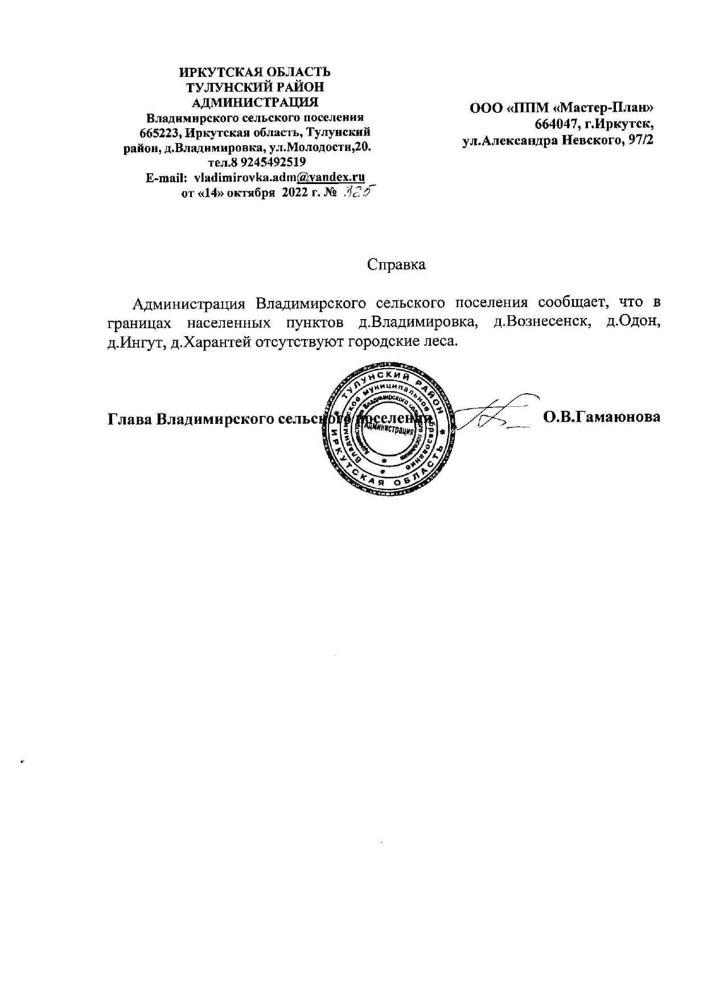 ИРКУТСКАЯ ОБЛАСТЬ
ТУЛУНСКИЙ РАЙОН
АДМИНИСТРАЦИЯ
Владимирского сельского поселения
665223, Иркутская область, Тулунский
район, д.Владимировка, ул.Молодости,20.
тел.8 9245492519
E-mail: vladimirovka.adm@yandex.ru
от «14» октября 2022 г. № 325
ООО «ППМ «Мастер-План»
664047, г.Иркутск,
ул.Александра Невского, 97/2
Справка
Администрация Владимирского сельского поселения сообщает, что в
границах населенных пунктов д.Владимировка, д.Вознесенск, д.Одон,
д.Ингут, д.Харантей отсутствуют городские леса.
Глава Владимирского сельского поселения
О.В.Гамаюнова
ТУЛУНСКИЙ РАЙОН
ИРКУТСКАЯ ОБЛАСТЬ
Владимирское муниципальное образование
Администрация Владимирского сельского поселения
Администрация